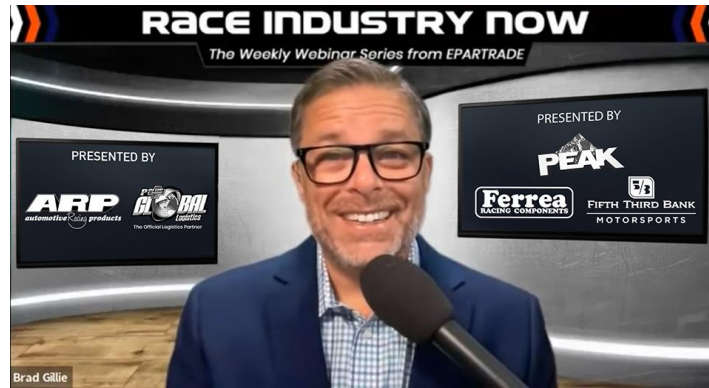 RACE INDUSTRY NOW
The Weekly Webinar Series from EPARTRADE
PRESENTED BY
ARP
automotive Racing products
GLOBAL
Logistics
The Official Logistics Partner
PRESENTED BY
PEAK
Ferrea
RACING COMPONENTS
FIFTH THIRD BANK
MOTORSPORTS
Brad Gillie